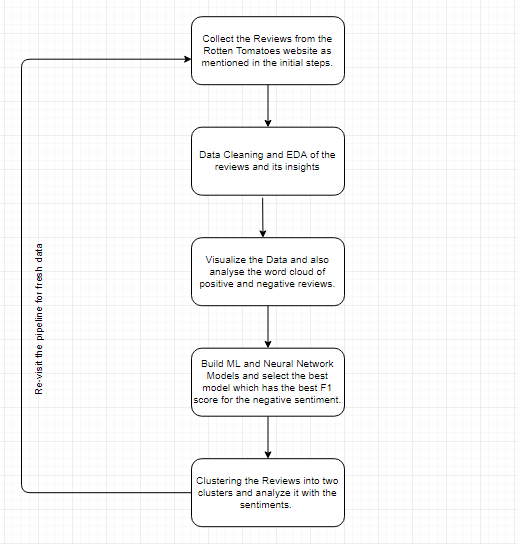 Collect the Reviews from the
Rotten Tomatoes website as
mentioned in the initial steps.
Data Cleaning and EDA of the
reviews and its insights
Visualize the Data and also
analyse the word cloud of
positive and negative reviews.
Build ML and Neural Network
Models and select the best
model which has the best F1
score for the negative sentiment.
Clustering the Reviews into two
clusters and analyze it with the
sentiments.
Re-visit the pipeline for fresh data